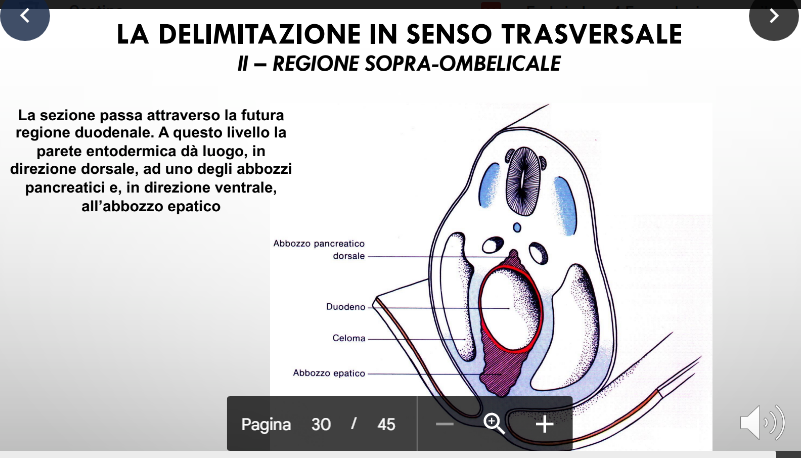 LA DELIMITAZIONE IN SENSO TRASVERSALE
II – REGIONE SOPRA-OMBELICALE
La sezione passa attraverso la futura
regione duodenale. A questo livello la
parete entodermica dà luogo, in
direzione dorsale, ad uno degli abbozzi
pancreatici e, in direzione ventrale,
all'abbozzo epatico
Abbozzo pancreatico
dorsale
Duodeno
Celoma
Abbozzo epatico
Pagina 30 / 45